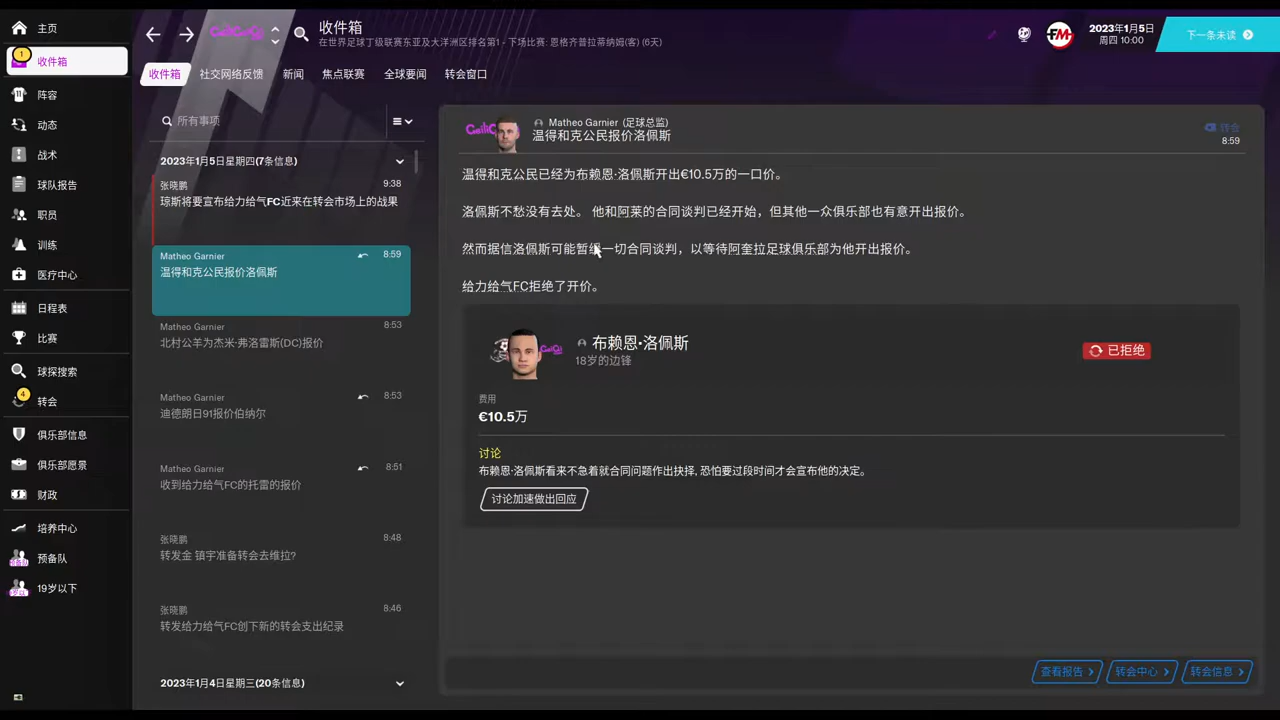 主页
1
收件箱
阵容
动态
战术
球队报告
职员
训练
医疗中心
日程表
比赛
球探搜索
4
转会
俱乐部信息
俱乐部愿景
财政
培养中心
预备队
19岁以下
收件箱
在世界足球丁级联赛东亚及大洋洲区排名第1 - 下场比赛: 恩格齐普拉蒂纳姆(客) (6天)
FM
2023年1月5日
周四 10:00
下一条未读
收件箱 社交网络反馈 新闻 焦点联赛 全球要闻 转会窗口
所有事项
2023年1月5日星期四(7条信息)
张晓鹏 9:38
琼斯将要宣布给力给气FC近来在转会市场上的战果
Matheo Garnier 8:59
温得和克公民报价洛佩斯
Matheo Garnier 8:53
北村公羊为杰米·弗洛雷斯(DC)报价
Matheo Garnier 8:53
迪德朗日91报价伯纳尔
Matheo Garnier 8:51
收到给力给气FC的托雷的报价
张晓鹏 8:48
转发金 镇宇准备转会去维拉?
张晓鹏 8:46
转发给力给气FC创下新的转会支出纪录
2023年1月4日星期三(20条信息)
Matheo Garnier (足球总监)
温得和克公民报价洛佩斯
转会
8:59
温得和克公民已经为布赖恩·洛佩斯开出€10.5万的一口价。
洛佩斯不愁没有去处。 他和阿莱的合同谈判已经开始，但其他一众俱乐部也有意开出报价。
然而据信洛佩斯可能暂缓一切合同谈判，以等待阿奎拉足球俱乐部为他开出报价。
给力给气FC拒绝了开价。
布赖恩·洛佩斯
18岁的边锋
已拒绝
费用
€10.5万
讨论
布赖恩·洛佩斯看来不急着就合同问题作出抉择, 恐怕要过段时间才会宣布他的决定。
讨论加速做出回应
查看报告 转会中心 转会信息